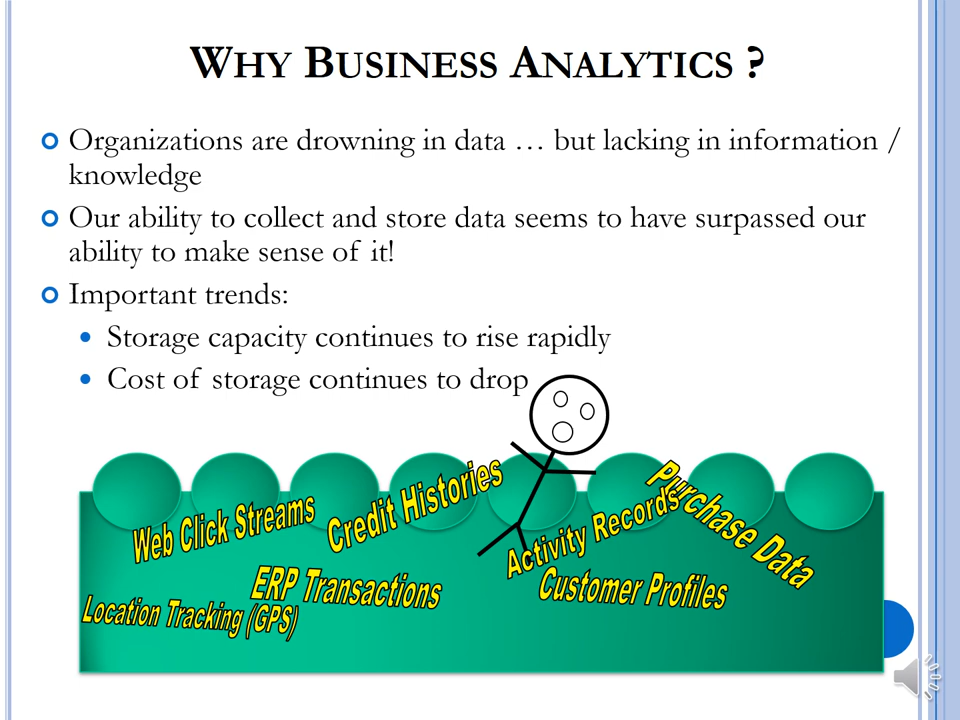 WHY BUSINESS ANALYTICS ?
Organizations are drowning in data … but lacking in information /
knowledge
Our ability to collect and store data seems to have surpassed our
ability to make sense of it!
Important trends:
Storage capacity continues to rise rapidly
Cost of storage continues to drop
Web Click Streams
Credit Histories
Activity Records
Purchase Data
ERP Transactions
Customer Profiles
Location Tracking (GPS)